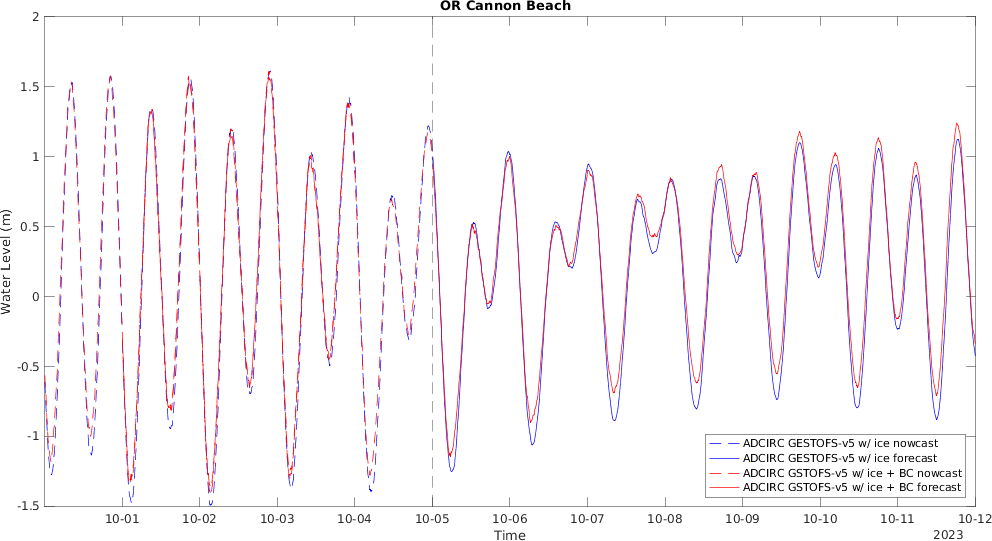 OR Cannon Beach
2
1.5
1
0.5
0
-0.5
-1
-1.5
Water Level (m)
10-01 10-02 10-03 10-04 10-05 10-06 10-07 10-08 10-09 10-10 10-11 10-12
Time
2023
ADCIRC GESTOFS-v5 w/ ice nowcast
ADCIRC GESTOFS-v5 w/ ice forecast
ADCIRC GSTOFS-v5 w/ ice + BC nowcast
ADCIRC GSTOFS-v5 w/ ice + BC forecast